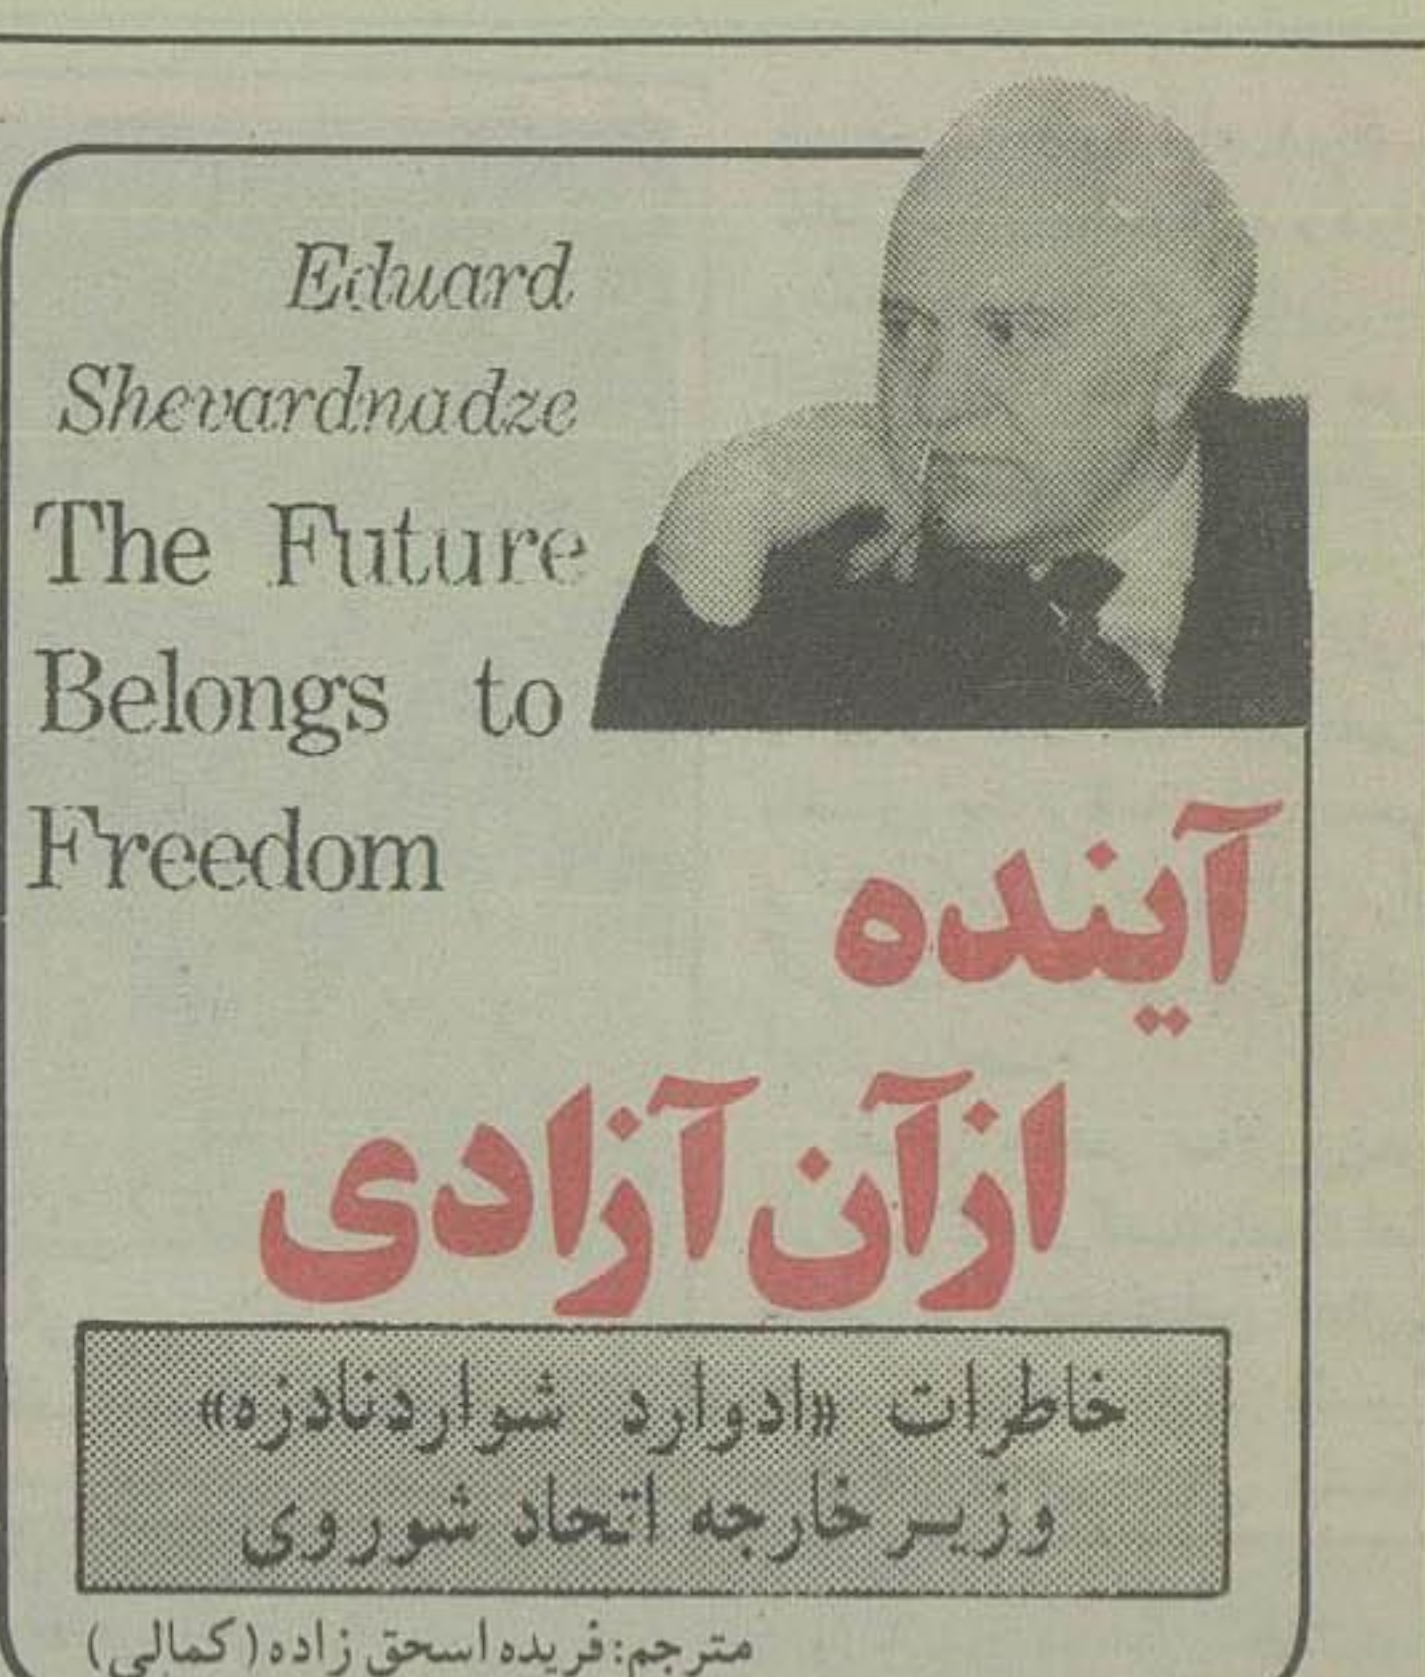 Eduard
Shevardnadze
The Future
Belongs to
Freedom
آینده
ازآن آزادی
خاطرات «ادوارد شواردنادزه»
وزیر خارجه اتحاد شوروی
مترجم: فریده اسحق زاده (کمالی)